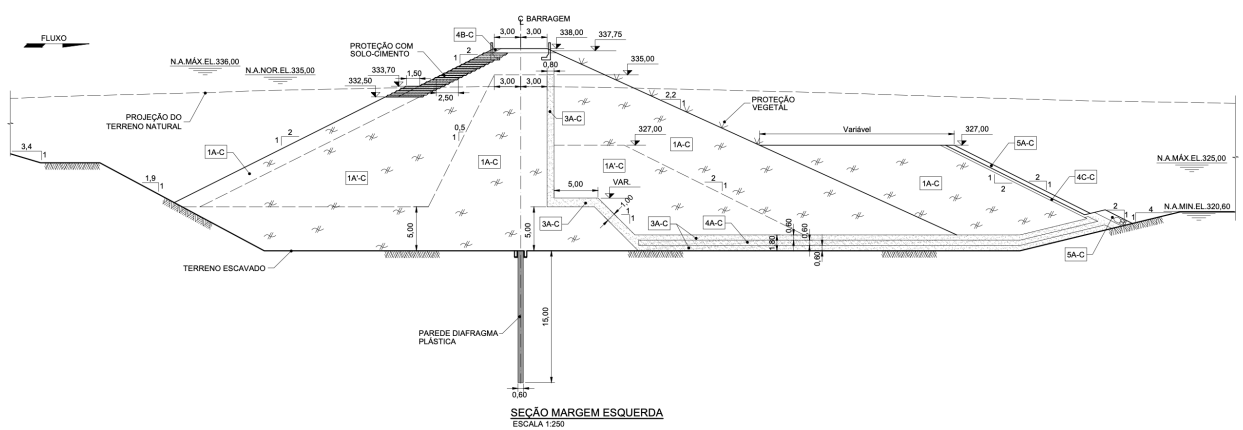 FLUXO
N.A.MÁX.EL.336,00
N.A.NOR.EL.335,00
PROJEÇÃO DO
TERRENO NATURAL
PROTEÇÃO COM
SOLO-CIMENTO
4B-C
℄ BARRAGEM
3,00 3,00
338,00
337,75
0,80
335,00
3,00 3,00
333,70
332,50
1,50
2,50
2
1
0,5
1
2
1
1A-C
1A'-C
1A-C
3A-C
2,2
1
PROTEÇÃO
VEGETAL
327,00
1A-C
1A'-C
Variável
327,00
5A-C
1A-C
2
1
1
2
2
1
4C-C
N.A.MÁX.EL.325,00
N.A.MIN.EL.320,60
3,4
1
1,9
1
5,00
5,00
5,00
VAR.
1,00
1
1
3A-C
3A-C
4A-C
0,60
0,60
1,80
0,60
2
1
1
4
5A-C
TERRENO ESCAVADO
PAREDE DIAFRAGMA
PLÁSTICA
15,00
0,60
SEÇÃO MARGEM ESQUERDA
ESCALA 1:250